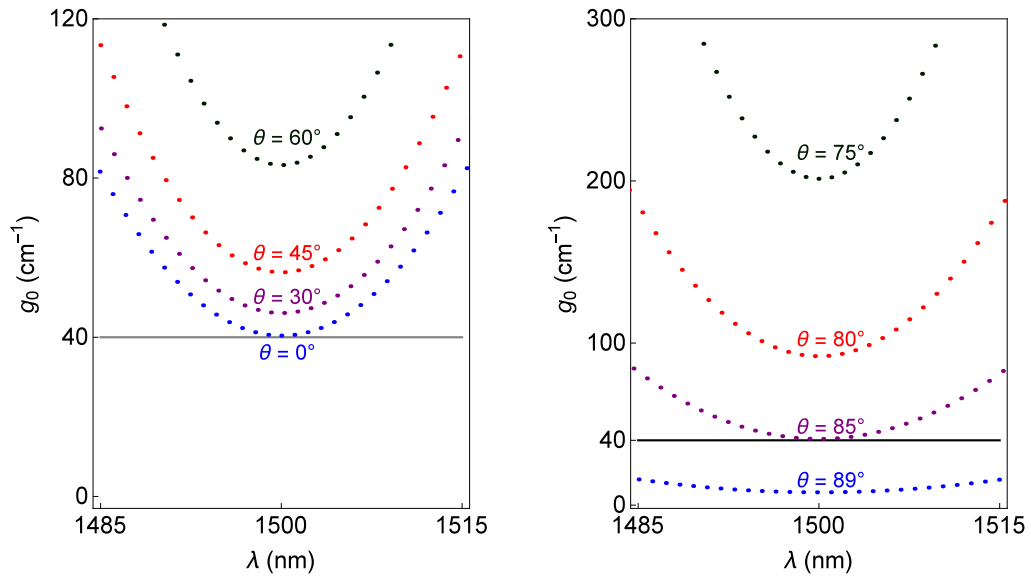 120
80
40
0
g₀ (cm⁻¹)
θ = 60°
θ = 45°
θ = 30°
θ = 0°
1485
1500
1515
λ (nm)
300
200
100
40
0
g₀ (cm⁻¹)
θ = 75°
θ = 80°
θ = 85°
θ = 89°
1485
1500
1515
λ (nm)